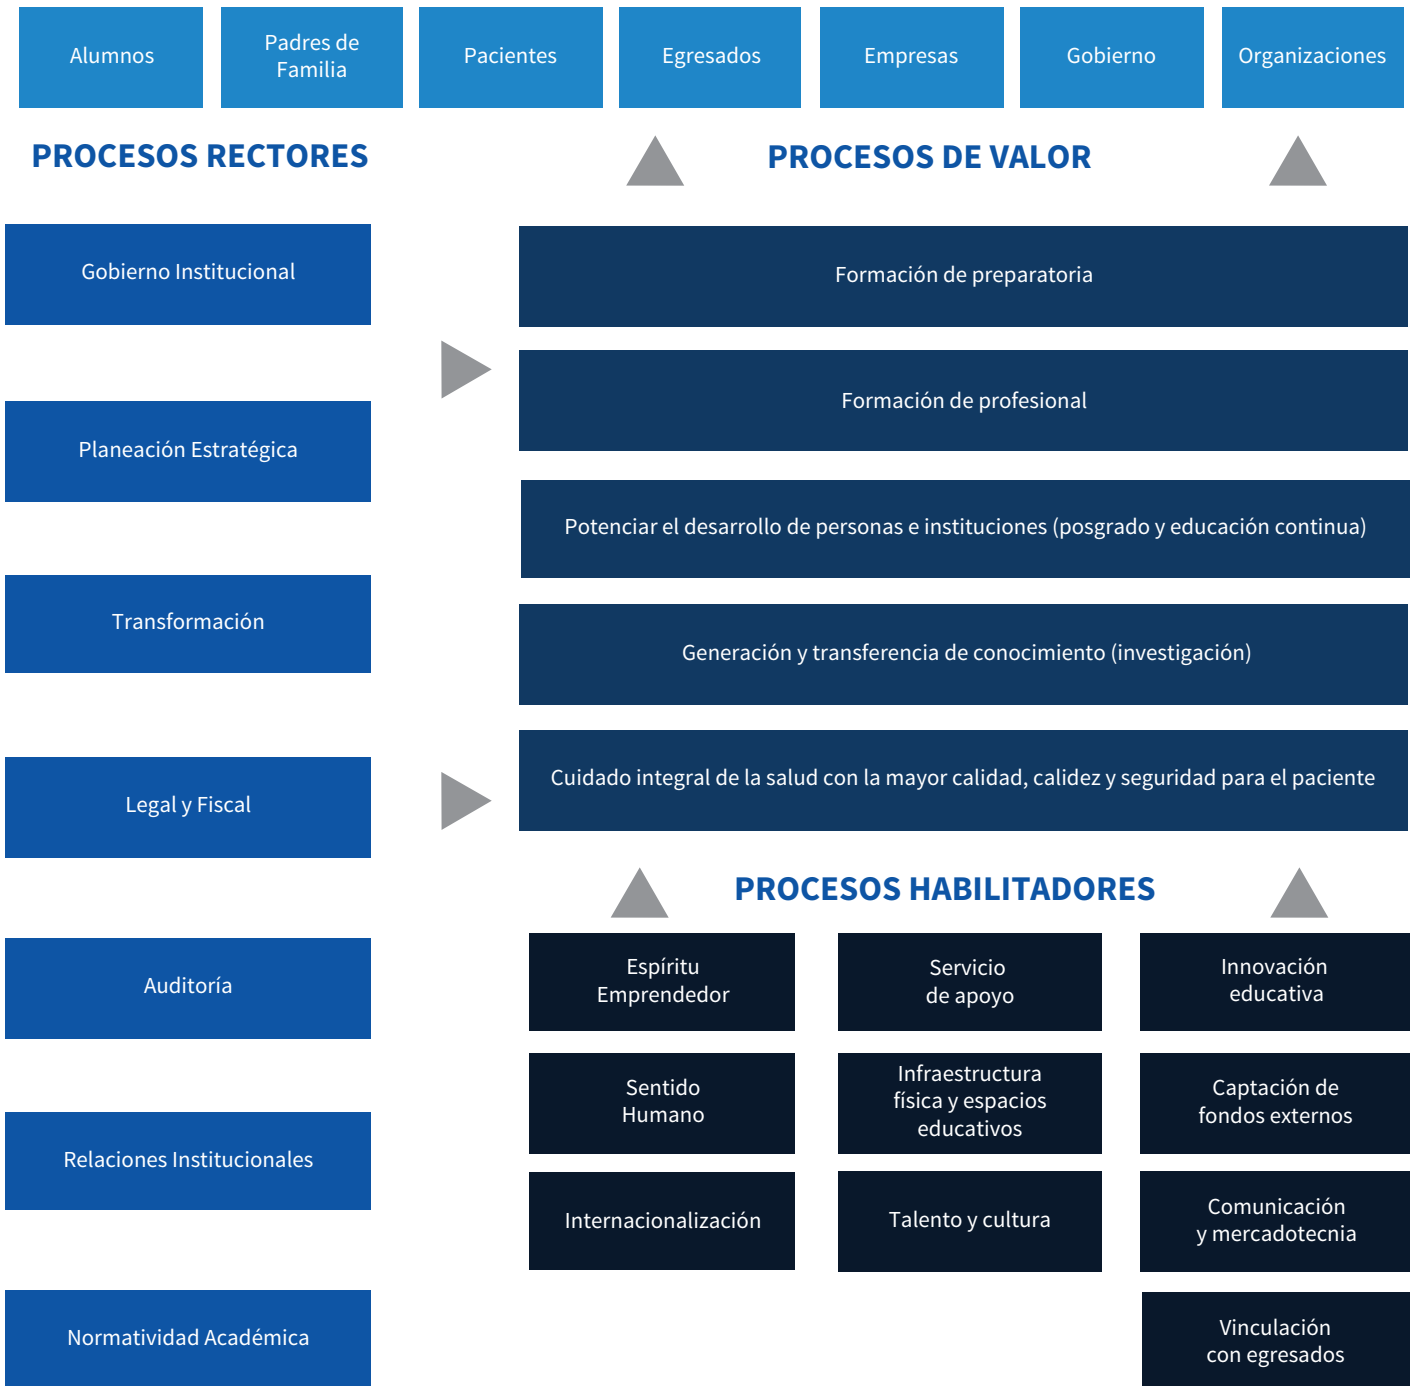 Alumnos
Padres de
Familia
Pacientes
Egresados
Empresas
Gobierno
Organizaciones
PROCESOS RECTORES
Gobierno Institucional
Planeación Estratégica
Transformación
Legal y Fiscal
Auditoría
Relaciones Institucionales
Normatividad Académica
PROCESOS DE VALOR
Formación de preparatoria
Formación de profesional
Potenciar el desarrollo de personas e instituciones (posgrado y educación continua)
Generación y transferencia de conocimiento (investigación)
Cuidado integral de la salud con la mayor calidad, calidez y seguridad para el paciente
PROCESOS HABILITADORES
Espíritu
Emprendedor
Servicio
de apoyo
Innovación
educativa
Sentido
Humano
Infraestructura
física y espacios
educativos
Captación de
fondos externos
Internacionalización
Talento y cultura
Comunicación
y mercadotecnia
Vinculación
con egresados